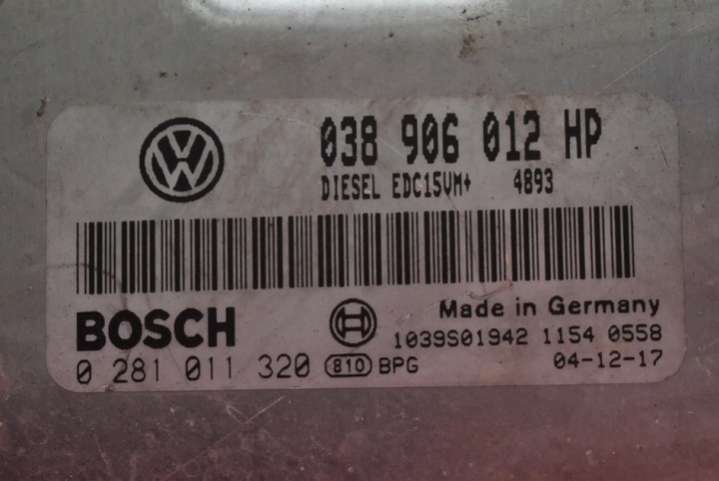 038 906 012 HP
DIESEL EDC15VM+ 4893
BOSCH
Made in Germany
1039S01942 1154 0558
0 281 011 320 810 BPG
04-12-17